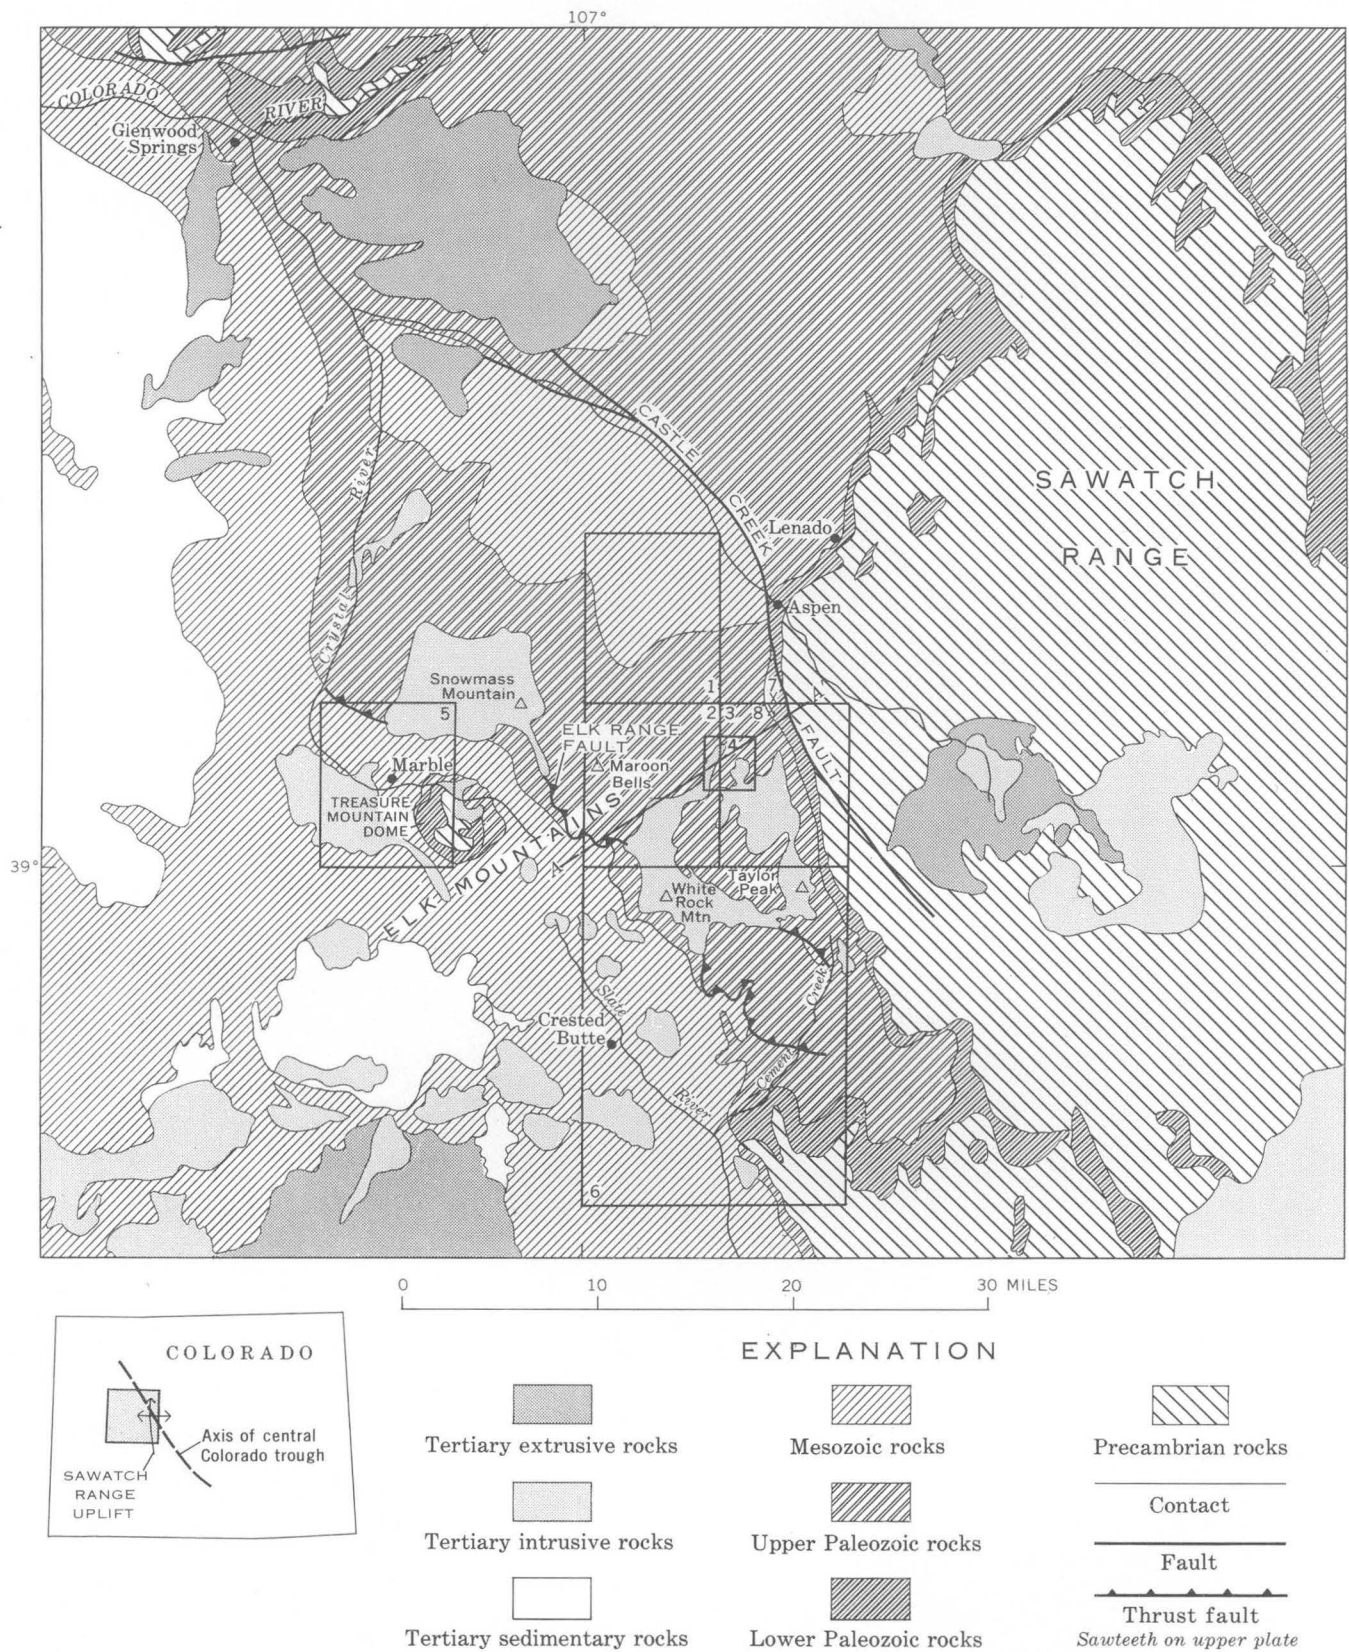 107°
COLORADO
RIVER
Glenwood
Springs
CASTLE
CREEK
SAWATCH
RANGE
River
Lenado
Aspen
Crystal
Snowmass
Mountain
1
7
A'
5
2
3
8
ELK RANGE
FAULT
4
FAULT
Maroon
Bells
Marble
TREASURE
MOUNTAIN
DOME
39°
A
ELK MOUNTAINS
White
Rock
Mtn
Taylor
Peak
Slate
Creek
Crested
Butte
Cement
River
6
0 10 20 30 MILES
COLORADO
Axis of central
Colorado trough
SAWATCH
RANGE
UPLIFT
EXPLANATION
Tertiary extrusive rocks
Mesozoic rocks
Precambrian rocks
Contact
Tertiary intrusive rocks
Upper Paleozoic rocks
Fault
Tertiary sedimentary rocks
Lower Paleozoic rocks
Thrust fault
Sawteeth on upper plate